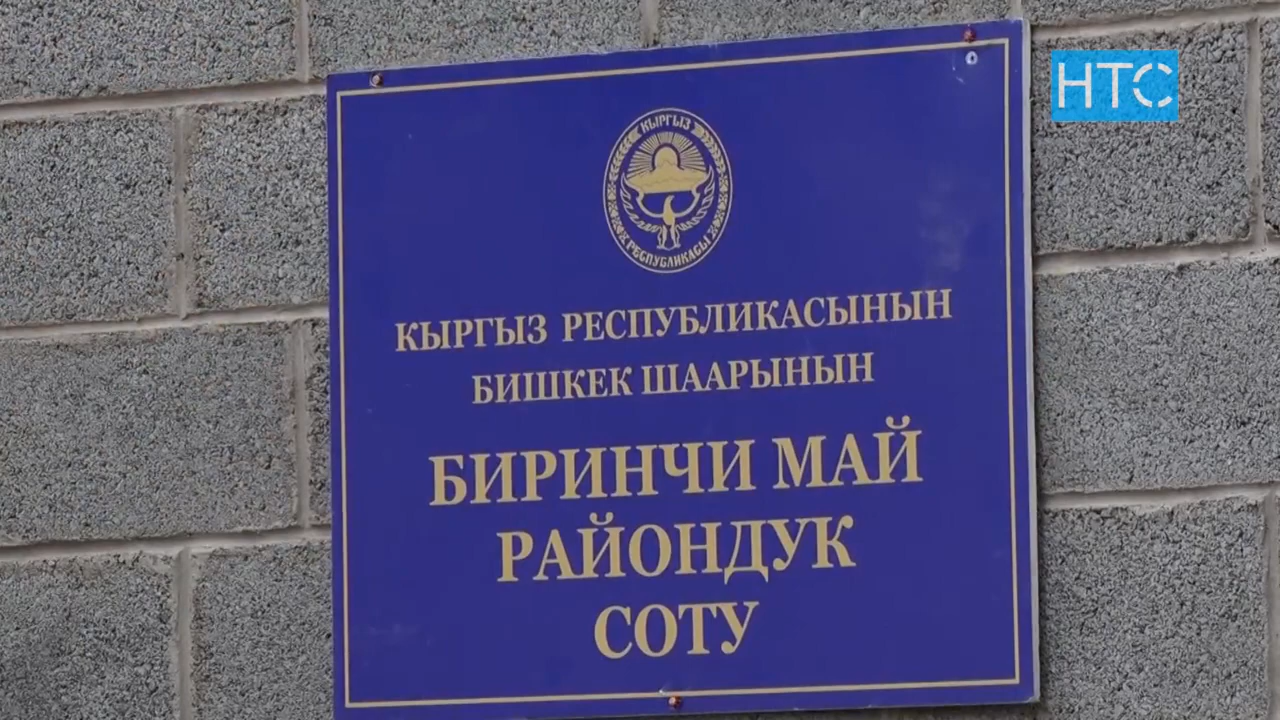 НТС
КЫРГЫЗ
РЕСПУБЛИКАСЫ
КЫРГЫЗ РЕСПУБЛИКАСЫНЫН
БИШКЕК ШААРЫНЫН
БИРИНЧИ МАЙ
РАЙОНДУК
СОТУ